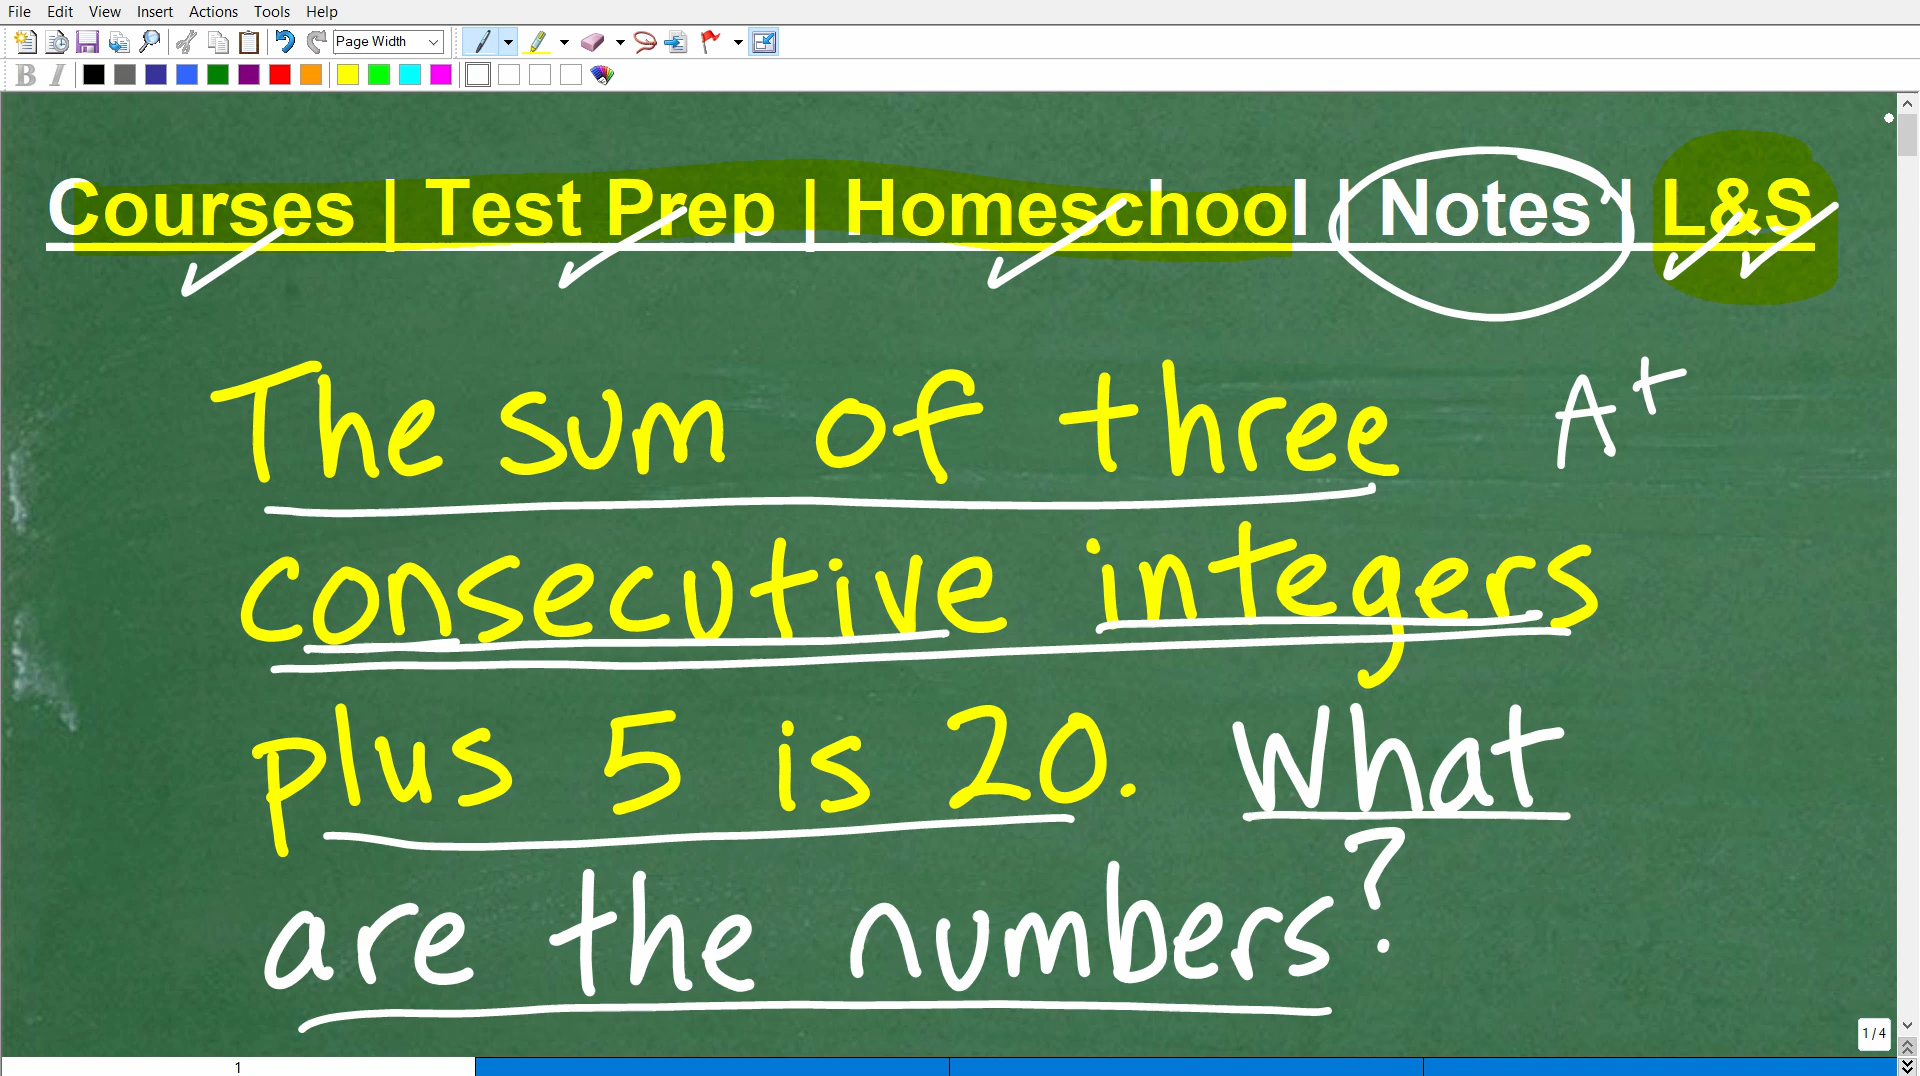 File Edit View Insert Actions Tools Help
Page Width
B I
Courses | Test Prep | Homeschool | Notes | L&S
The sum of three A+
consecutive integers
plus 5 is 20. What
are the numbers?
1 / 4
1